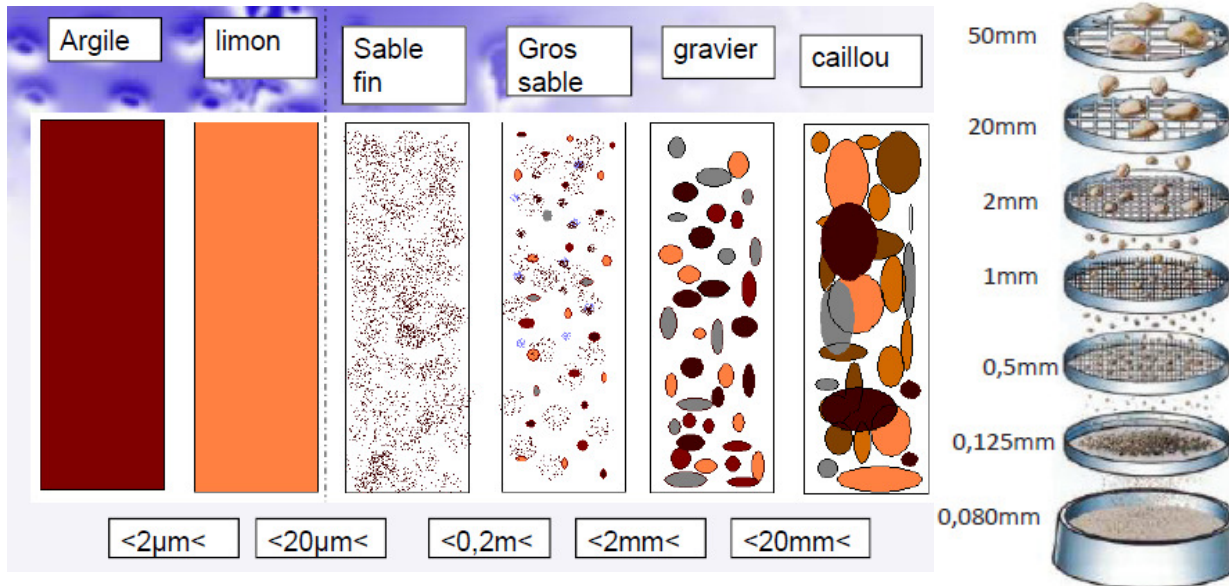 Argile
limon
Sable
fin
Gros
sable
gravier
caillou
<2µm<
<20µm<
<0,2m<
<2mm<
<20mm<
50mm
20mm
2mm
1mm
0,5mm
0,125mm
0,080mm